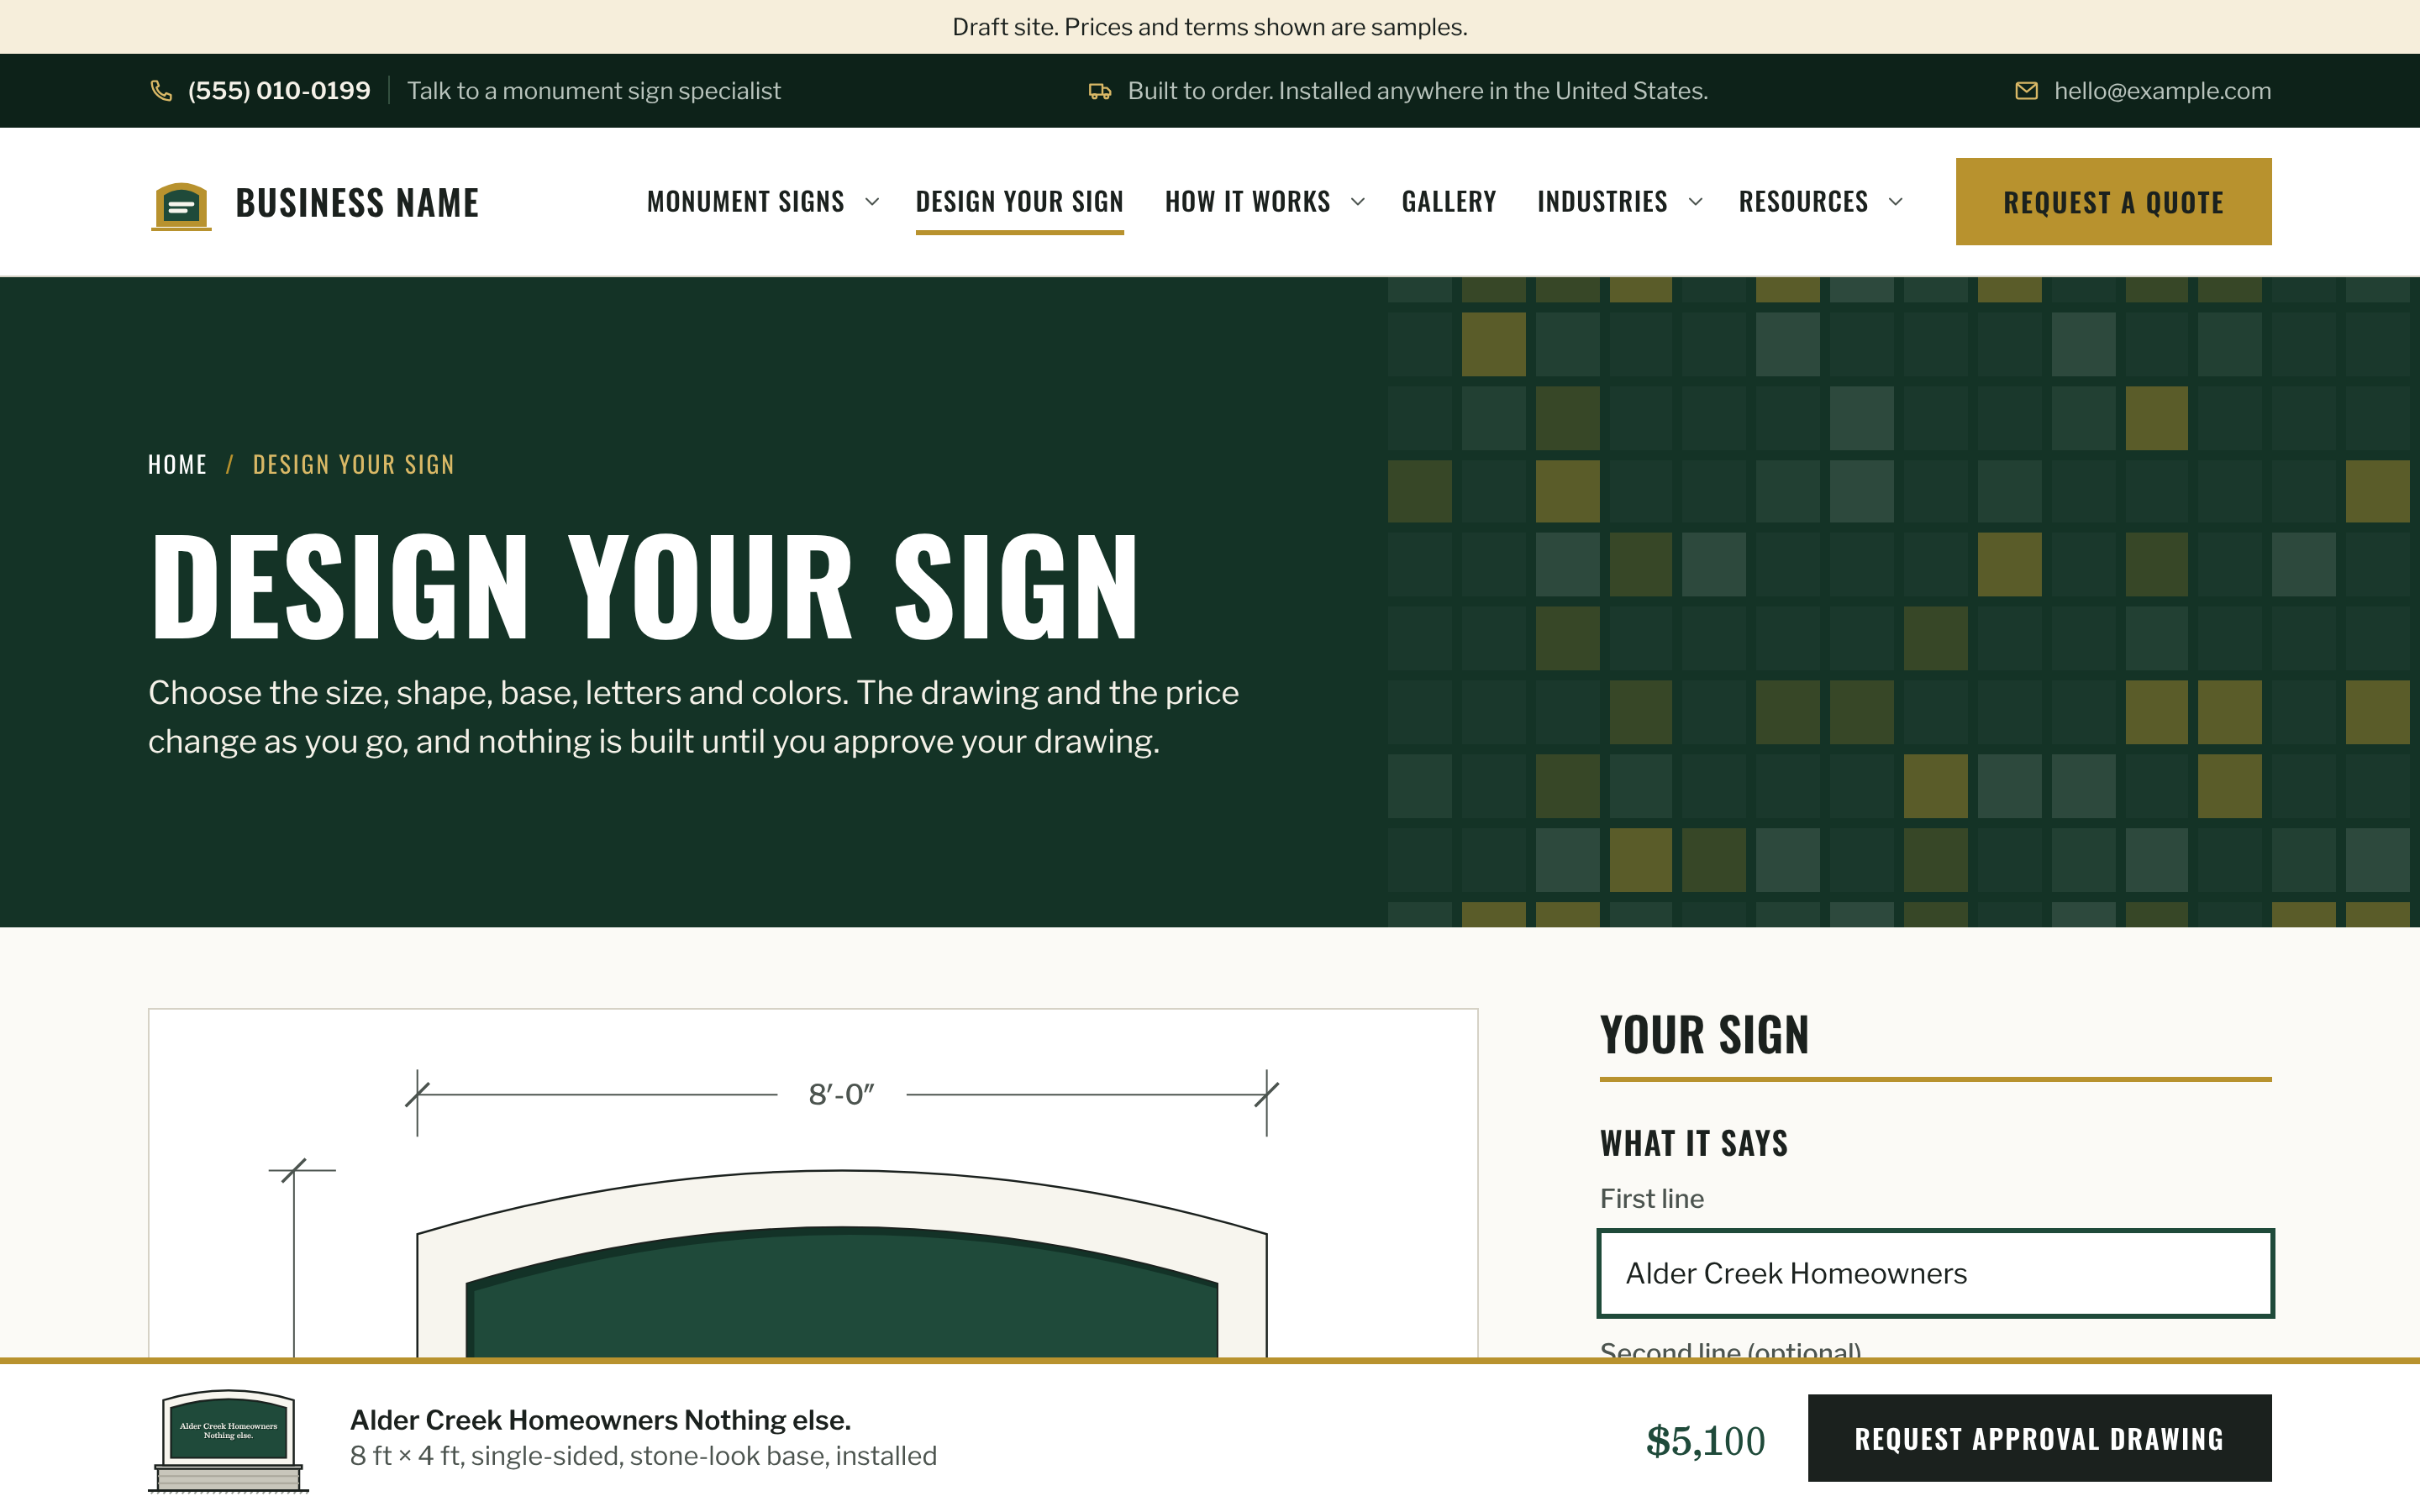 Draft site. Prices and terms shown are samples.
(555) 010-0199 Talk to a monument sign specialist
Built to order. Installed anywhere in the United States.
hello@example.com
BUSINESS NAME
MONUMENT SIGNS
DESIGN YOUR SIGN
HOW IT WORKS
GALLERY
INDUSTRIES
RESOURCES
REQUEST A QUOTE
HOME / DESIGN YOUR SIGN
DESIGN YOUR SIGN
Choose the size, shape, base, letters and colors. The drawing and the price
change as you go, and nothing is built until you approve your drawing.
8′-0″
YOUR SIGN
WHAT IT SAYS
First line
Alder Creek Homeowners
Second line (optional)
Alder Creek Homeowners
Nothing else.
Alder Creek Homeowners Nothing else.
8 ft × 4 ft, single-sided, stone-look base, installed
$5,100
REQUEST APPROVAL DRAWING